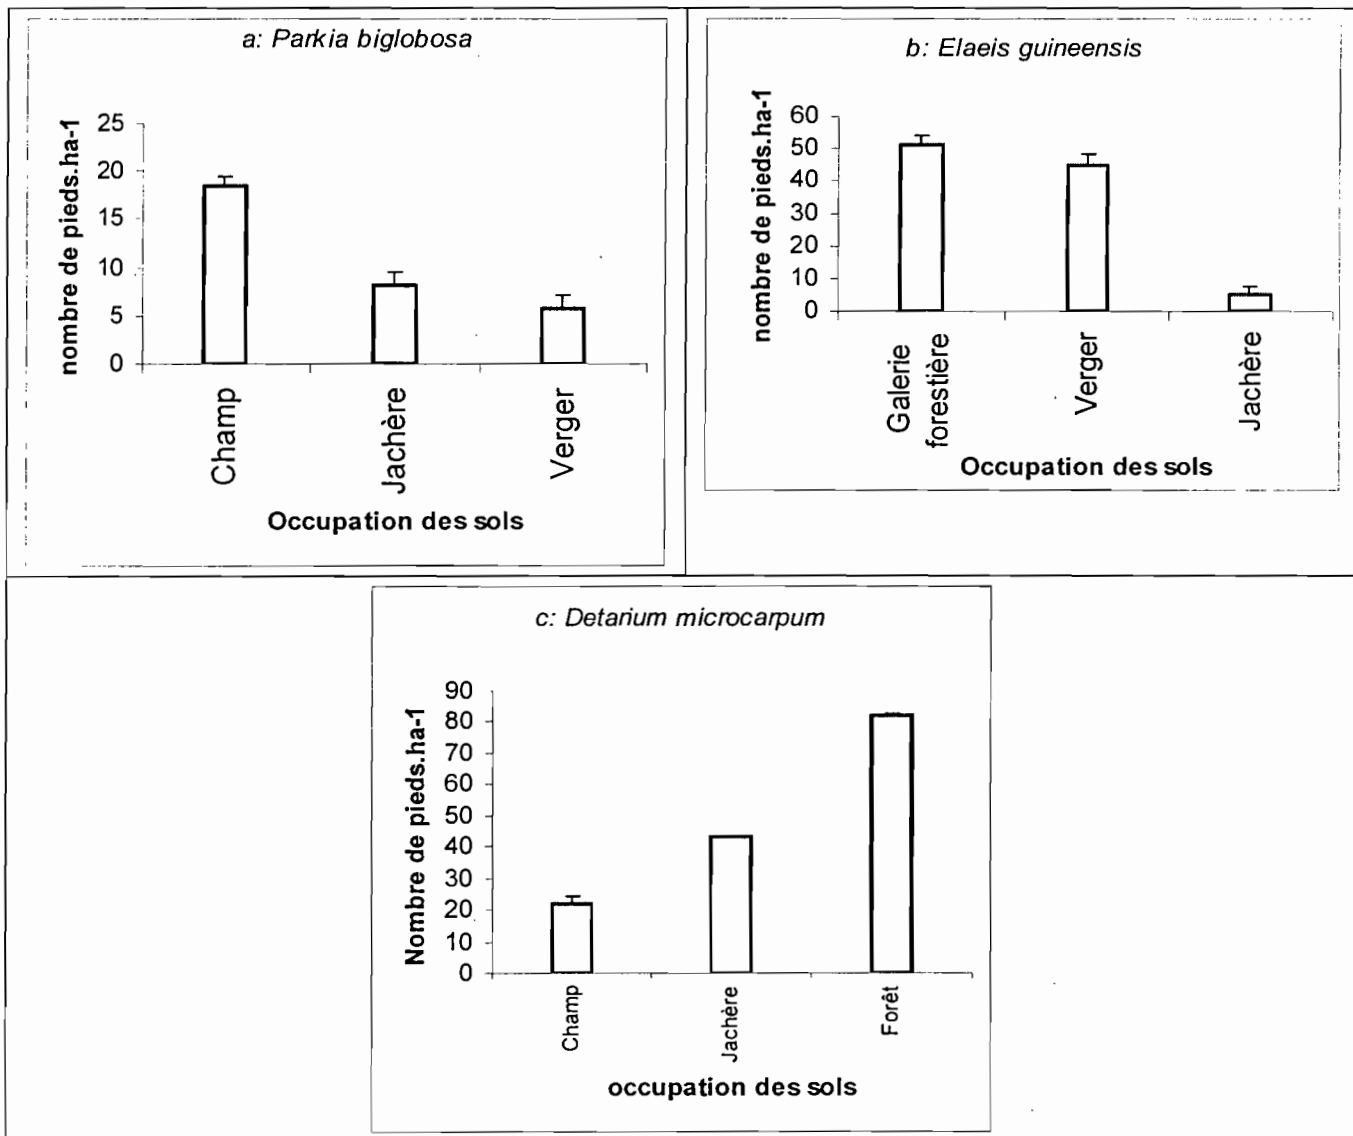 a: Parkia biglobosa
nombre de pieds.ha-1
25
20
15
10
5
0
Champ
Jachère
Verger
Occupation des sols
b: Elaeis guineensis
nombre de pieds.ha-1
60
50
40
30
20
10
0
Galerie
forestière
Verger
Jachère
Occupation des sols
c: Detarium microcarpum
Nombre de pieds.ha-1
90
80
70
60
50
40
30
20
10
0
Champ
Jachère
Forêt
occupation des sols